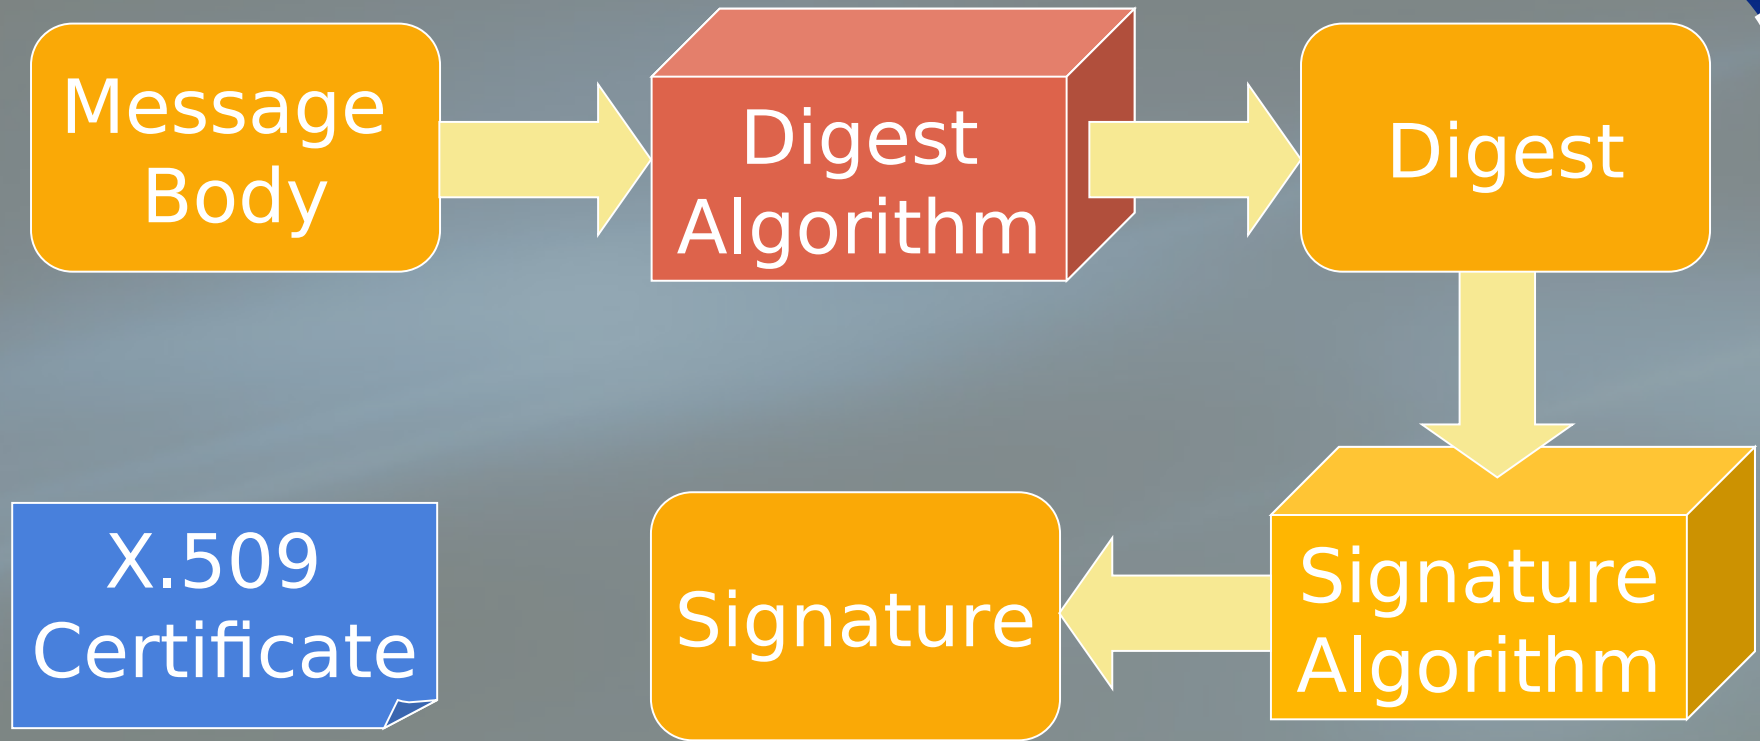 Message
Body
Digest
Algorithm
Digest
X.509
Certificate
Signature
Signature
Algorithm